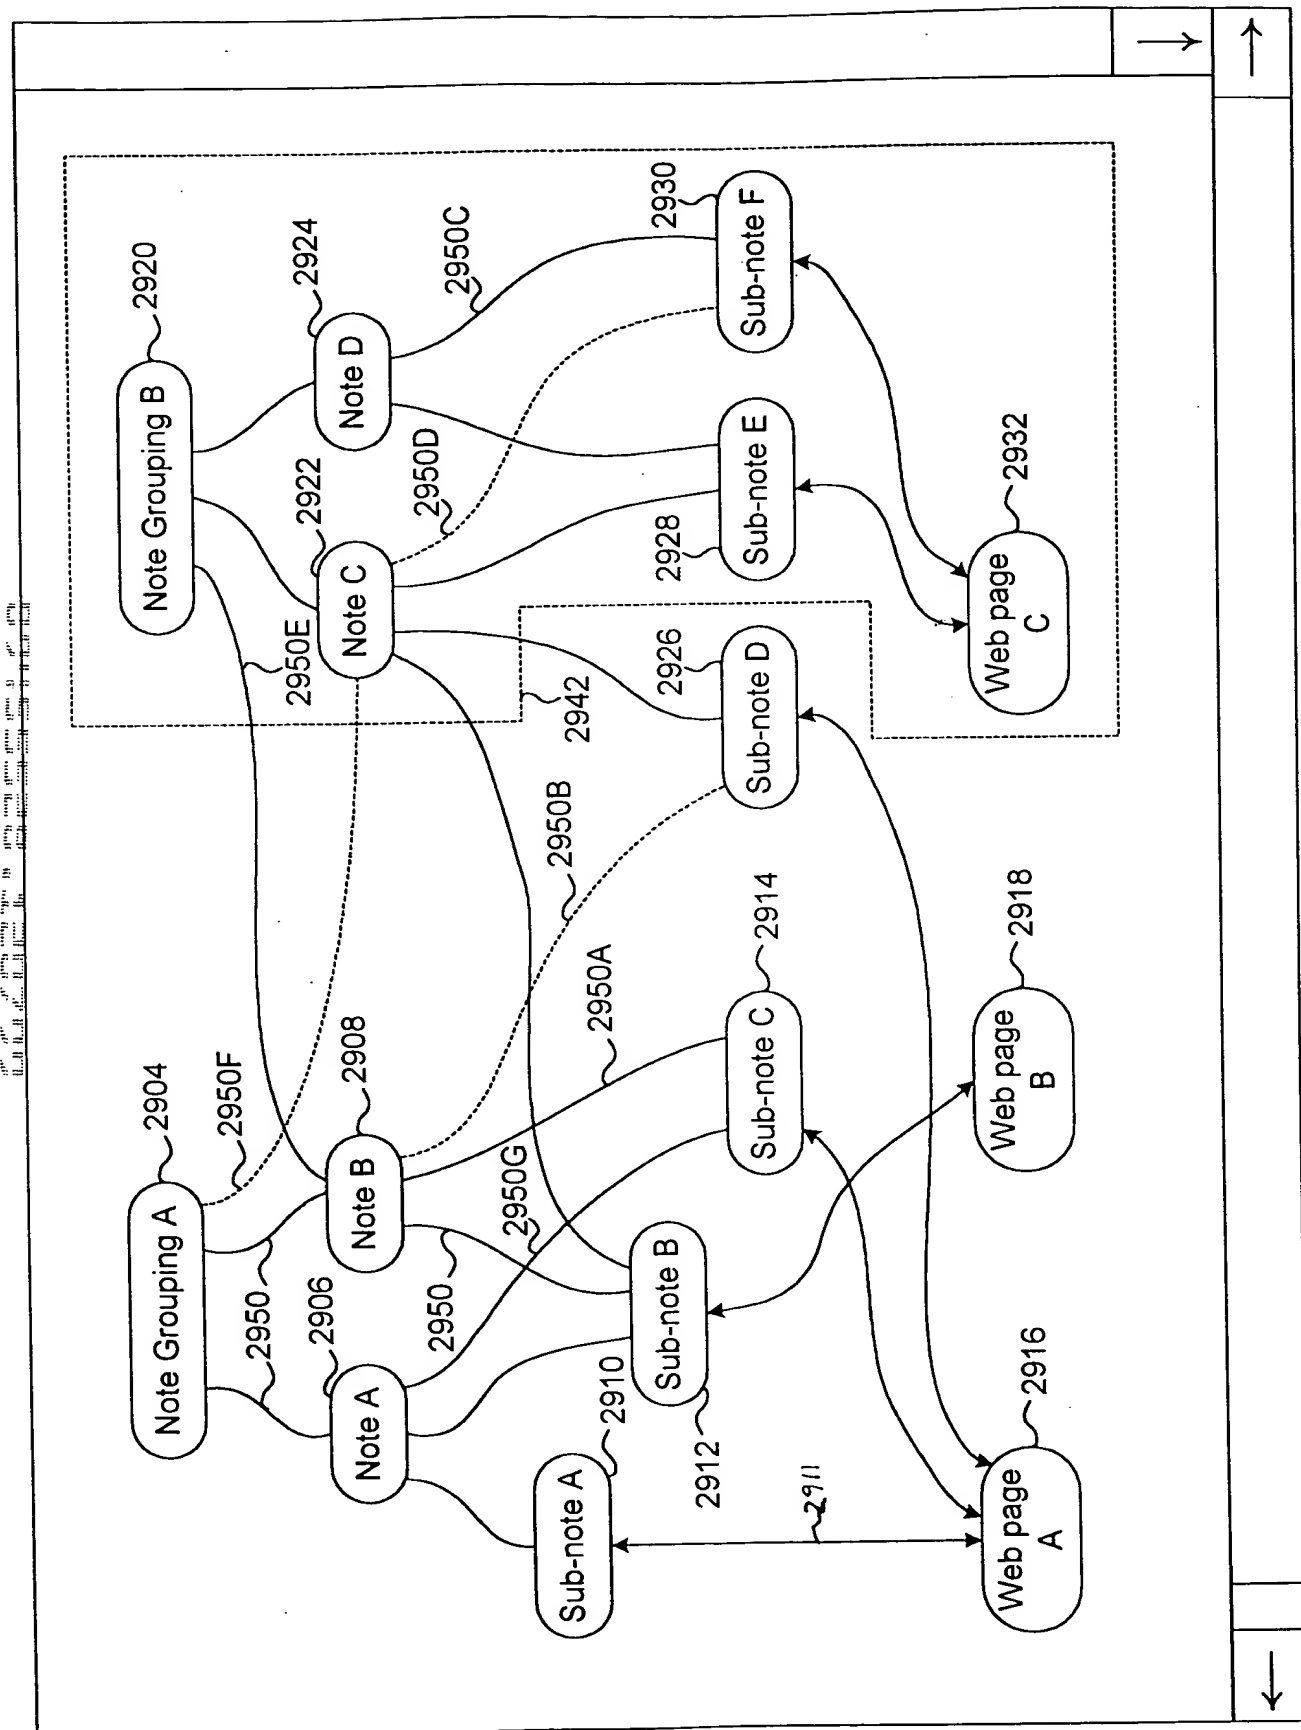 Note Grouping A
2904
Note Grouping B
2920
2950
2950F
2950E
2906
Note A
Note B
2908
Note C
2922
Note D
2924
2950
2950G
2950A
2950B
2942
2950D
2950C
Sub-note A
2910
2912
Sub-note B
Sub-note C
2914
Sub-note D
2926
2928
Sub-note E
Sub-note F
2930
2911
Web page
A
2916
Web page
B
2918
Web page
C
2932